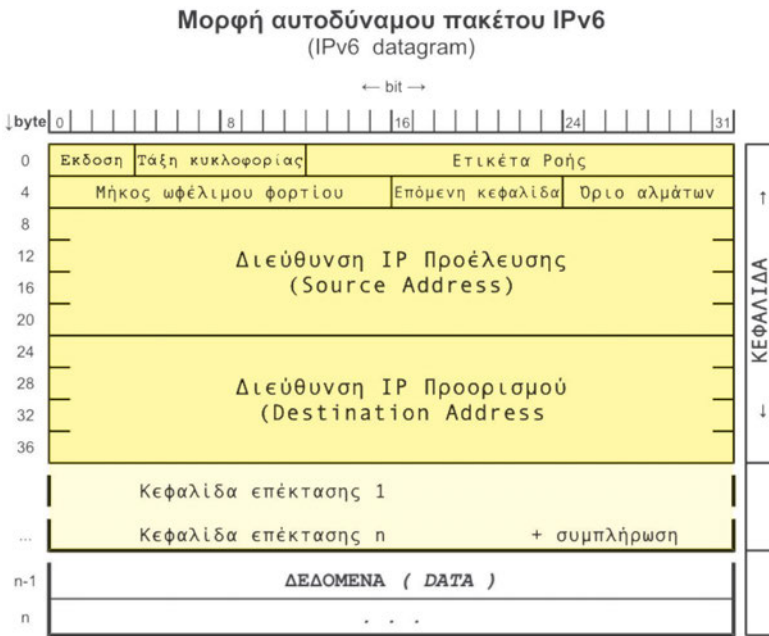 Μορφή αυτοδύναμου πακέτου IPv6
(IPv6 datagram)
← bit →
↓byte 0 8 16 24 31
0 Εκδοση Τάξη κυκλοφορίας Ετικέτα Ροής
4 Μήκος ωφέλιμου φορτίου Επόμενη κεφαλίδα Όριο αλμάτων
8
12 Διεύθυνση IP Προέλευσης
16 (Source Address)
20
24
28 Διεύθυνση IP Προορισμού
32 (Destination Address
36
← ΚΕΦΑΛΙΔΑ →
Κεφαλίδα επέκτασης 1
... Κεφαλίδα επέκτασης n + συμπλήρωση
n-1 ΔΕΔΟΜΕΝΑ ( DATA )
n . . .